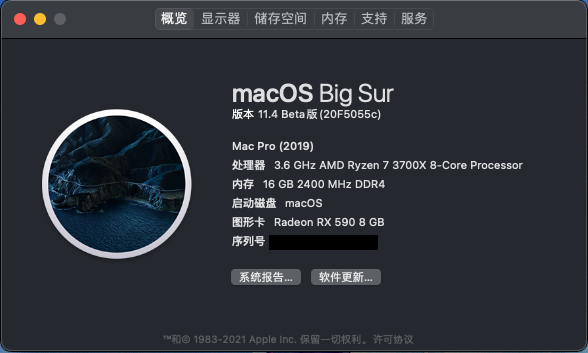 概览 显示器 储存空间 内存 支持 服务
macOS Big Sur
版本 11.4 Beta版 (20F5055c)
Mac Pro (2019)
处理器 3.6 GHz AMD Ryzen 7 3700X 8-Core Processor
内存 16 GB 2400 MHz DDR4
启动磁盘 macOS
图形卡 Radeon RX 590 8 GB
序列号
系统报告... 软件更新...
™和© 1983-2021 Apple Inc. 保留一切权利。许可协议